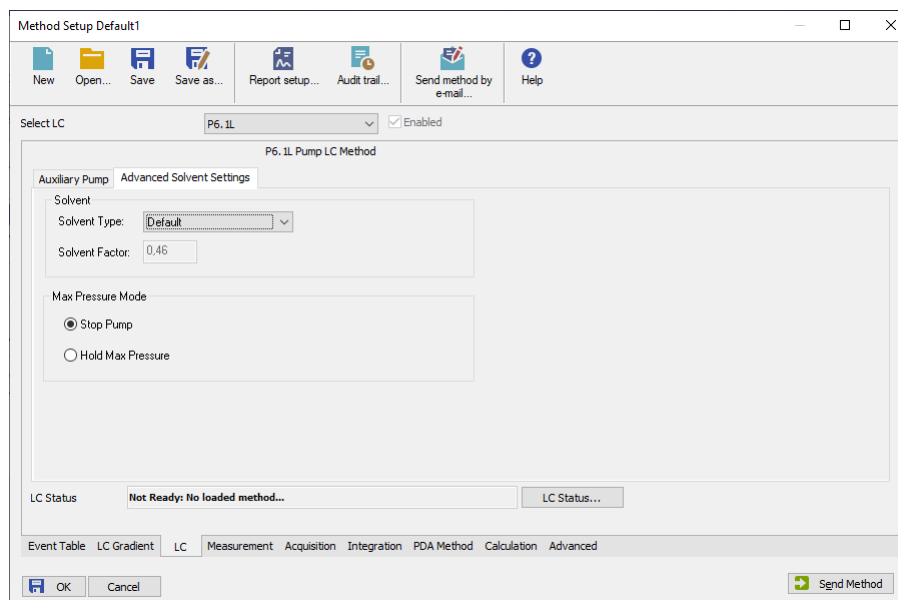 Method Setup Default1
New Open... Save Save as... Report setup... Audit trail... Send method by e-mail... Help
Select LC P6.1L Enabled
P6.1L Pump LC Method
Auxiliary Pump Advanced Solvent Settings
Solvent
Solvent Type: Default
Solvent Factor: 0,46
Max Pressure Mode
Stop Pump
Hold Max Pressure
LC Status Not Ready: No loaded method... LC Status...
Event Table LC Gradient LC Measurement Acquisition Integration PDA Method Calculation Advanced
OK Cancel Send Method